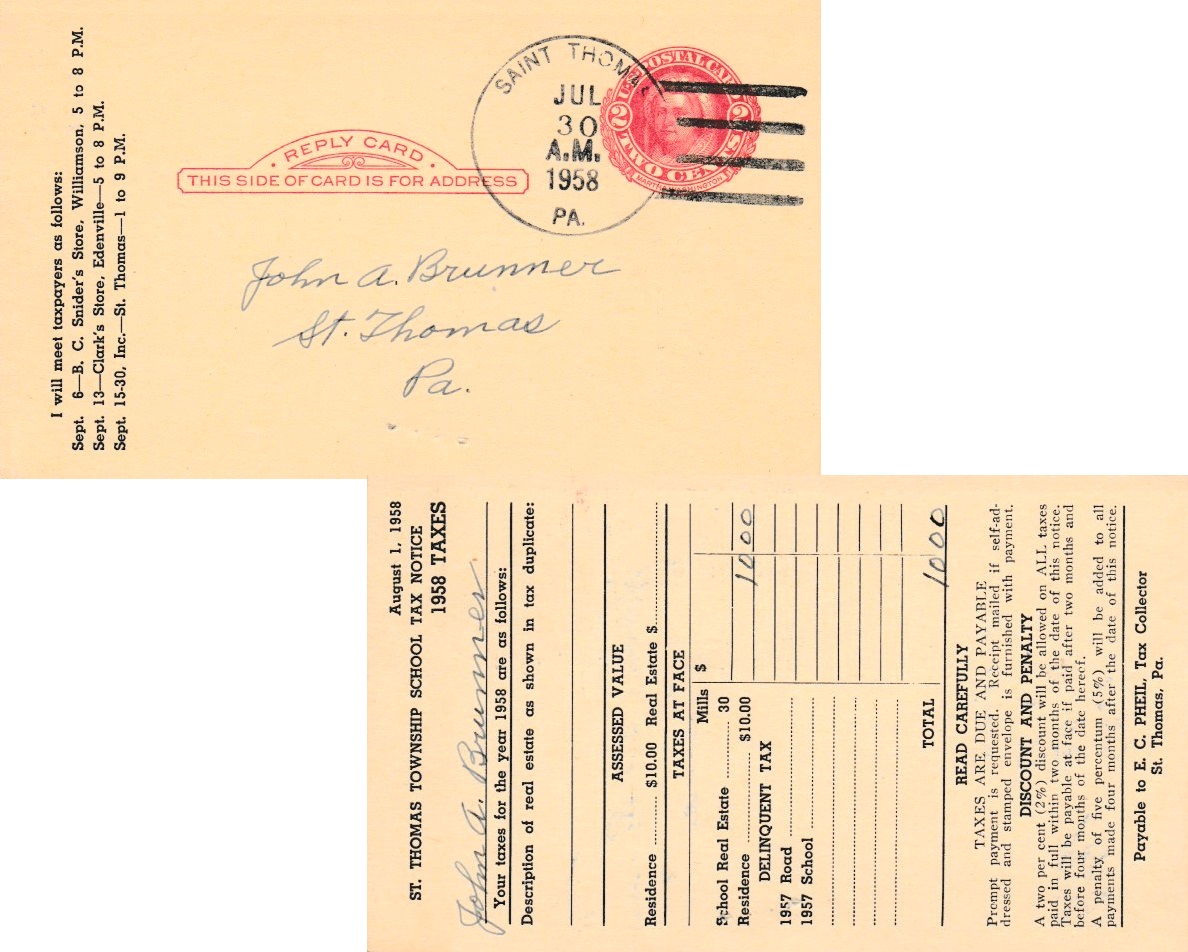 I will meet taxpayers as follows:
Sept. 6—B. C. Snider's Store, Williamson, 5 to 8 P.M.
Sept. 13—Clark's Store, Edenville—5 to 8 P.M.
Sept. 15-30, Inc.—St. Thomas—1 to 9 P.M.
REPLY CARD
THIS SIDE OF CARD IS FOR ADDRESS
SAINT THOMAS
JUL
30
A.M.
1958
PA.
U.S. POSTAL CARD
2 2
TWO CENTS
MARTHA WASHINGTON
John A. Brunner
St. Thomas
Pa.
August 1, 1958
ST. THOMAS TOWNSHIP SCHOOL TAX NOTICE
1958 TAXES
John A. Brunner
Your taxes for the year 1958 are as follows:
Description of real estate as shown in tax duplicate:
ASSESSED VALUE
Residence ........ $10.00 Real Estate $........
TAXES AT FACE
Mills $
School Real Estate ........ 30
Residence ........ $10.00 10 00
DELINQUENT TAX
1957 Road ........
1957 School ........
TOTAL 10 00
READ CAREFULLY
TAXES ARE DUE AND PAYABLE
Prompt payment is requested. Receipt mailed if self-ad-
dressed and stamped envelope is furnished with payment.
DISCOUNT AND PENALTY
A two per cent (2%) discount will be allowed on ALL taxes
paid in full within two months of the date of this notice.
Taxes will be payable at face if paid after two months and
before four months of the date hereof.
A penalty of five percentum (5%) will be added to all
payments made four months after the date of this notice.
Payable to E. C. PHEIL, Tax Collector
St. Thomas, Pa.